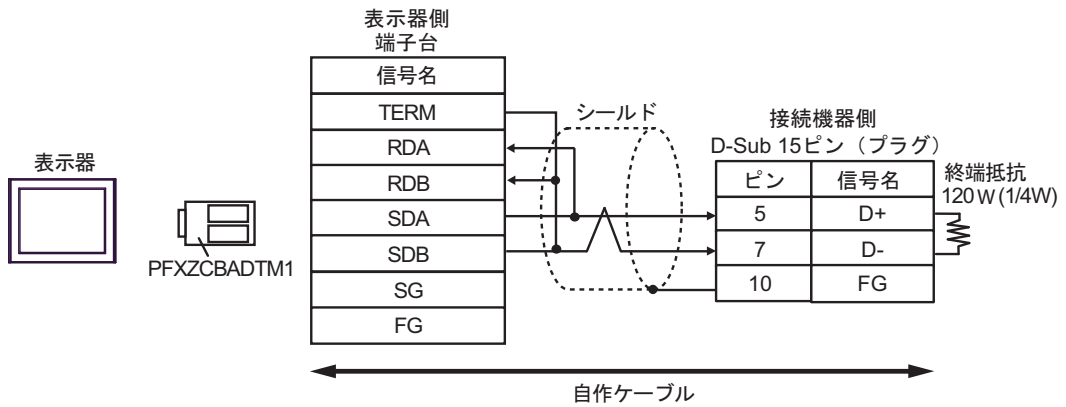 表示器側
端子台
信号名
TERM
RDA
RDB
SDA
SDB
SG
FG
シールド
接続機器側
D-Sub 15ピン（プラグ）
ピン 信号名
5 D+
7 D-
10 FG
終端抵抗
120 W (1/4W)
表示器
PFXZCBADTM1
自作ケーブル